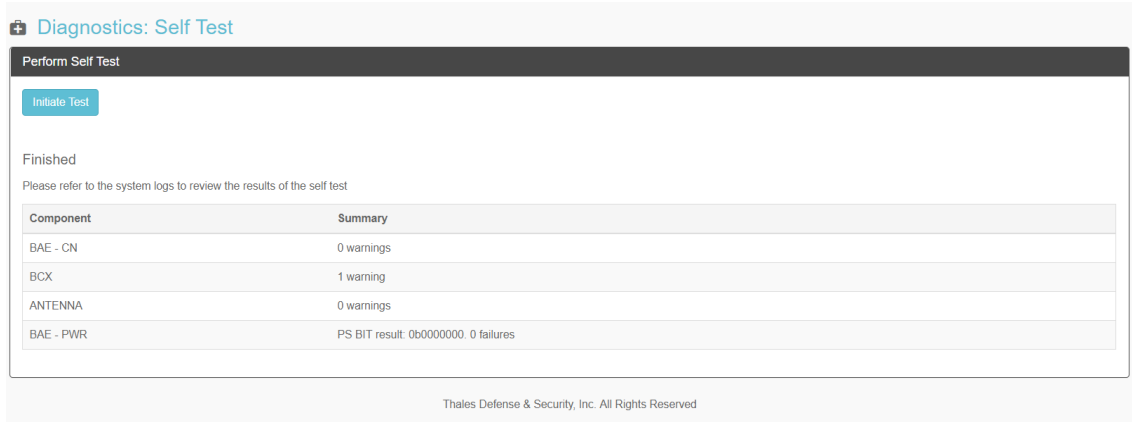 Diagnostics: Self Test
Perform Self Test
Initiate Test
Finished
Please refer to the system logs to review the results of the self test
Component Summary
BAE - CN 0 warnings
BCX 1 warning
ANTENNA 0 warnings
BAE - PWR PS BIT result: 0b0000000. 0 failures
Thales Defense & Security, Inc. All Rights Reserved